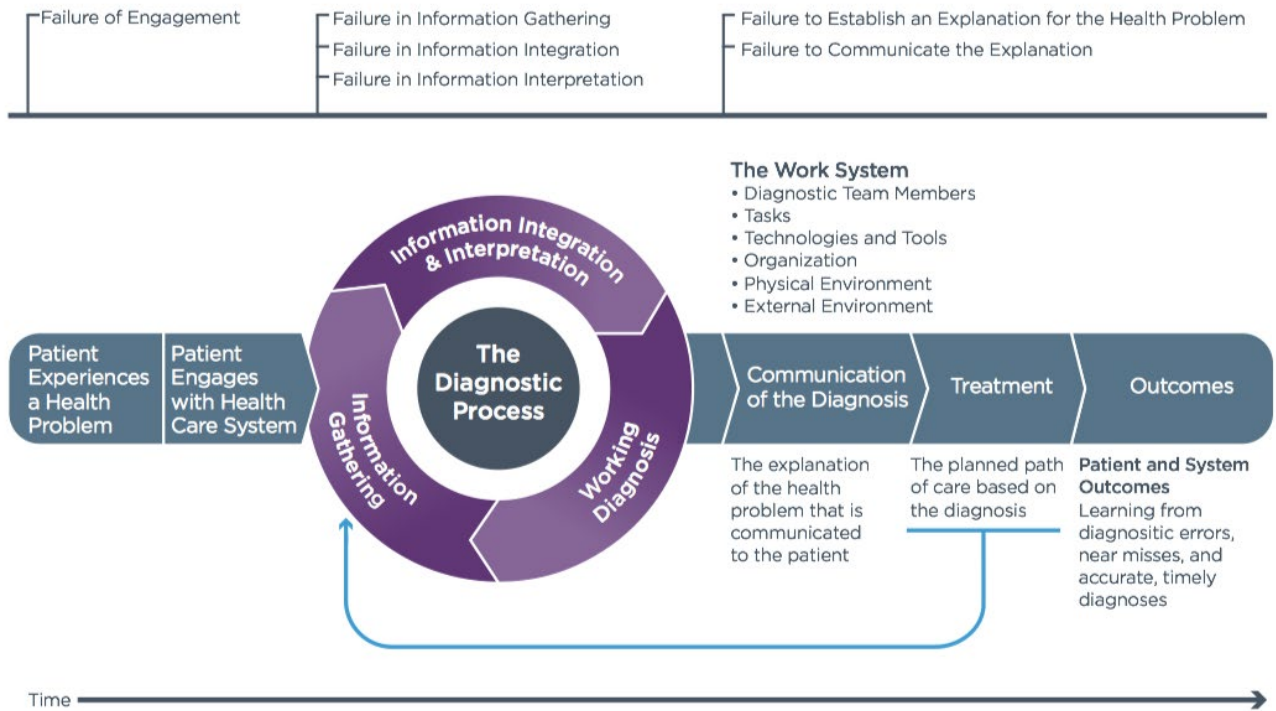 Failure of Engagement
Failure in Information Gathering
Failure in Information Integration
Failure in Information Interpretation
Failure to Establish an Explanation for the Health Problem
Failure to Communicate the Explanation
The Work System
• Diagnostic Team Members
• Tasks
• Technologies and Tools
• Organization
• Physical Environment
• External Environment
Patient
Experiences
a Health
Problem
Patient
Engages
with Health
Care System
Information Integration
& Interpretation
The
Diagnostic
Process
Information
Gathering
Working
Diagnosis
Communication
of the Diagnosis
Treatment
Outcomes
The explanation
of the health
problem that is
communicated
to the patient
The planned path
of care based on
the diagnosis
Patient and System
Outcomes
Learning from
diagnositic errors,
near misses, and
accurate, timely
diagnoses
Time